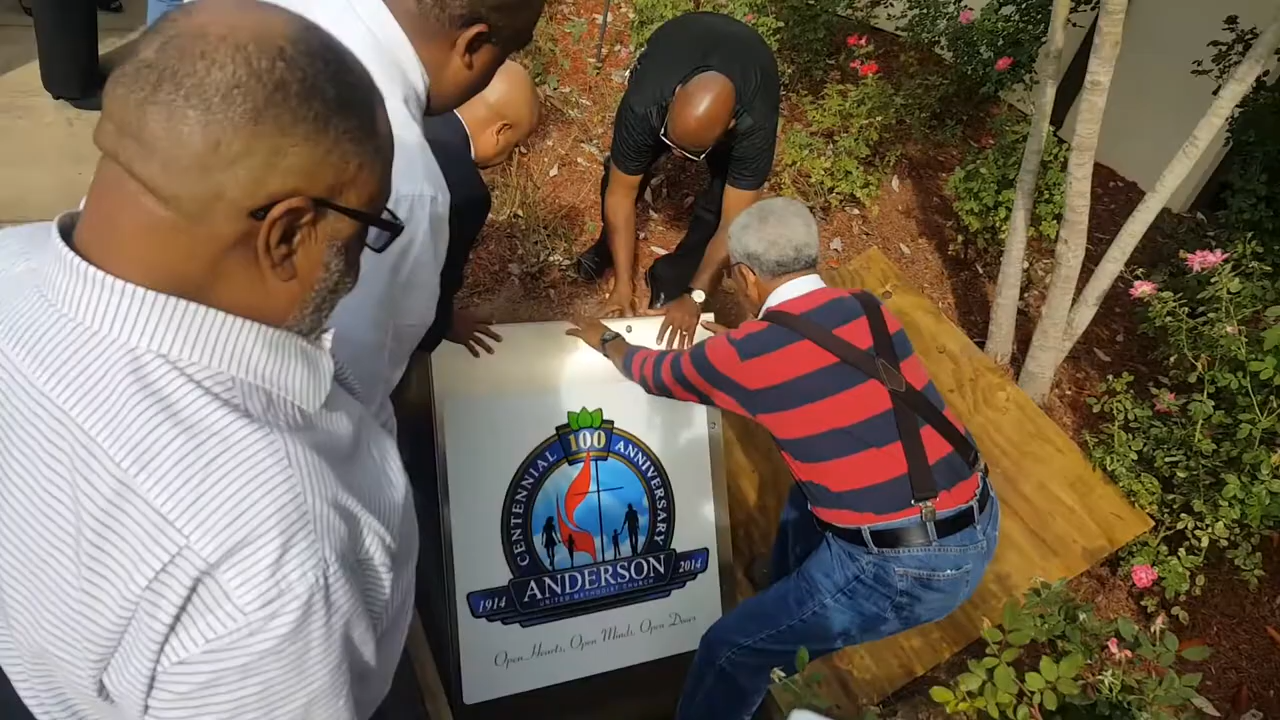 100
CENTENNIAL ANNIVERSARY
1914 ANDERSON 2014
UNITED METHODIST CHURCH
Open Hearts, Open Minds, Open Doors